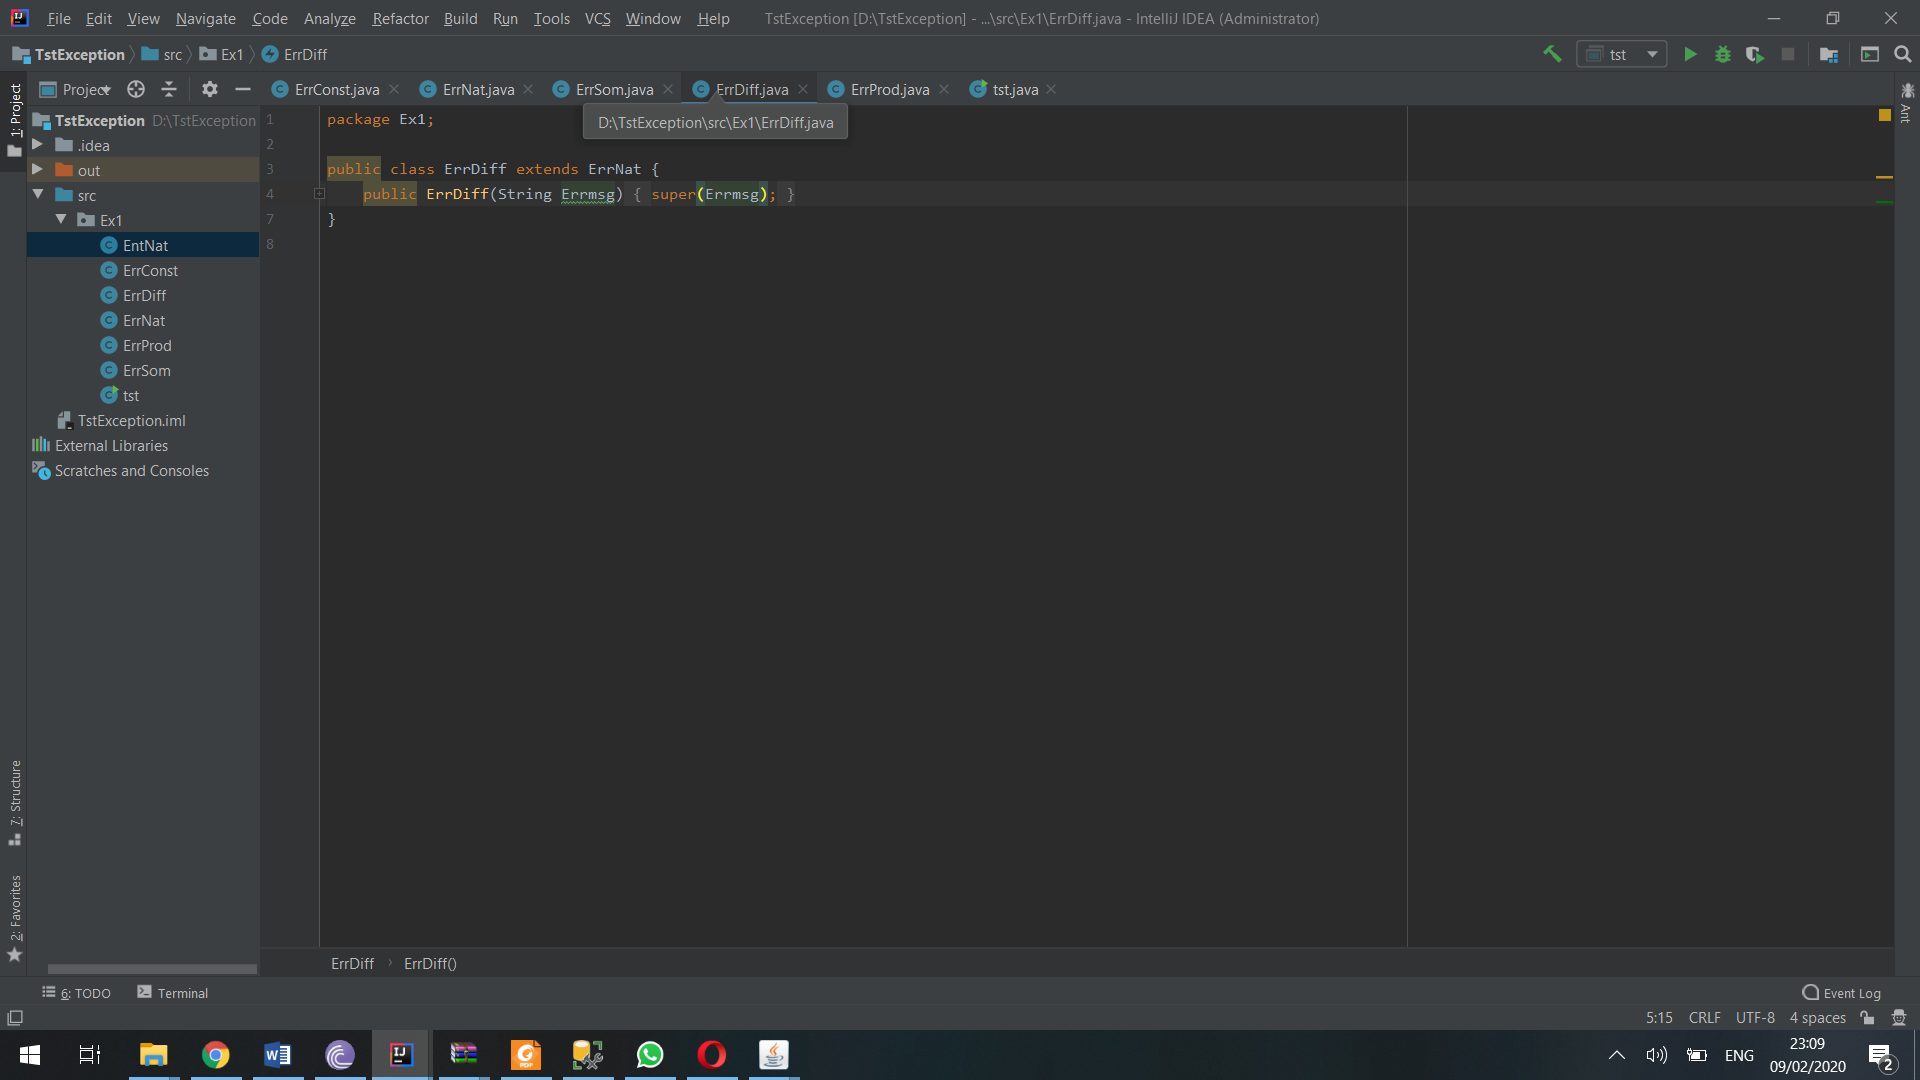 File Edit View Navigate Code Analyze Refactor Build Run Tools VCS Window Help TstException [D:\TstException] - ...\src\Ex1\ErrDiff.java - IntelliJ IDEA (Administrator)
TstException src Ex1 ErrDiff tst
1: Project
Project ErrConst.java ErrNat.java ErrSom.java ErrDiff.java ErrProd.java tst.java
Ant
D:\TstException\src\Ex1\ErrDiff.java
TstException D:\TstException
.idea
out
src
Ex1
EntNat
ErrConst
ErrDiff
ErrNat
ErrProd
ErrSom
tst
TstException.iml
External Libraries
Scratches and Consoles
1 package Ex1;
2
3 public class ErrDiff extends ErrNat {
4 public ErrDiff(String Errmsg) { super(Errmsg); }
7 }
8
7: Structure
2: Favorites
ErrDiff › ErrDiff()
6: TODO Terminal Event Log
5:15 CRLF UTF-8 4 spaces
ENG
23:09
09/02/2020
2